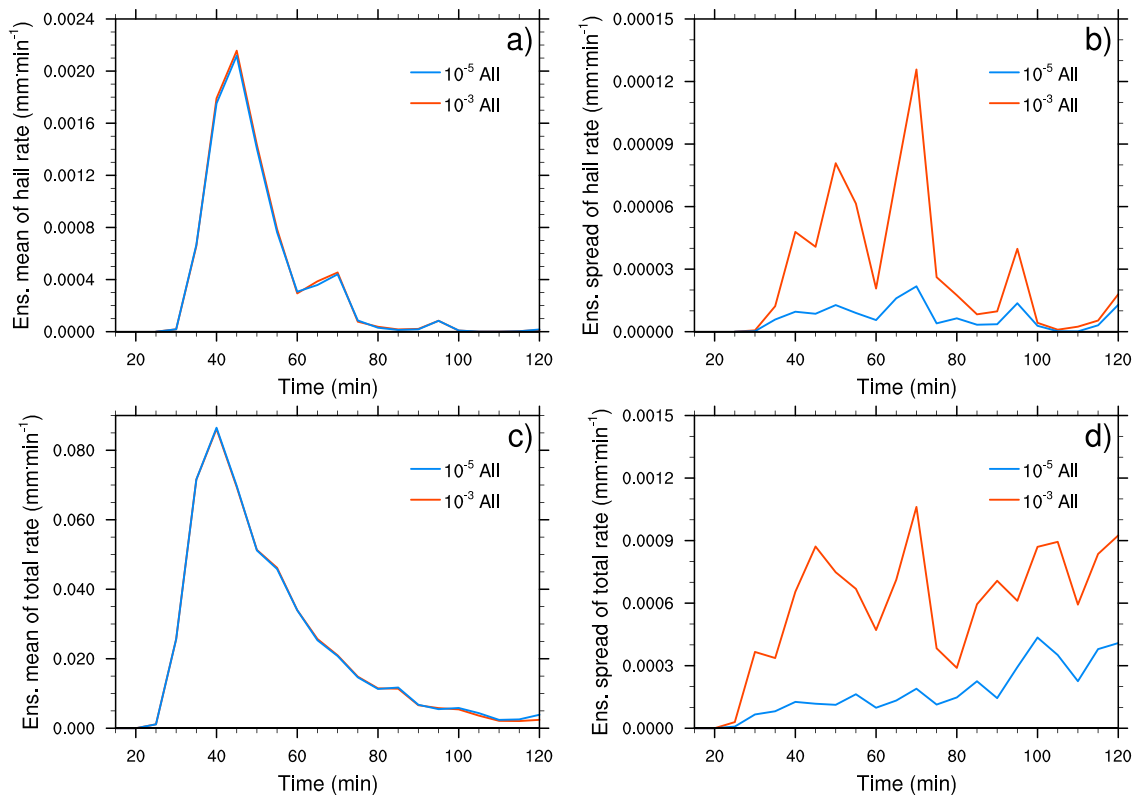 a)
Ens. mean of hail rate (mm·min⁻¹)
0.0024
0.0020
0.0016
0.0012
0.0008
0.0004
0.0000
10⁻⁵ All
10⁻³ All
20 40 60 80 100 120
Time (min)
b)
Ens. spread of hail rate (mm·min⁻¹)
0.00015
0.00012
0.00009
0.00006
0.00003
0.00000
10⁻⁵ All
10⁻³ All
20 40 60 80 100 120
Time (min)
c)
Ens. mean of total rate (mm·min⁻¹)
0.080
0.060
0.040
0.020
0.000
10⁻⁵ All
10⁻³ All
20 40 60 80 100 120
Time (min)
d)
Ens. spread of total rate (mm·min⁻¹)
0.0015
0.0012
0.0009
0.0006
0.0003
0.0000
10⁻⁵ All
10⁻³ All
20 40 60 80 100 120
Time (min)